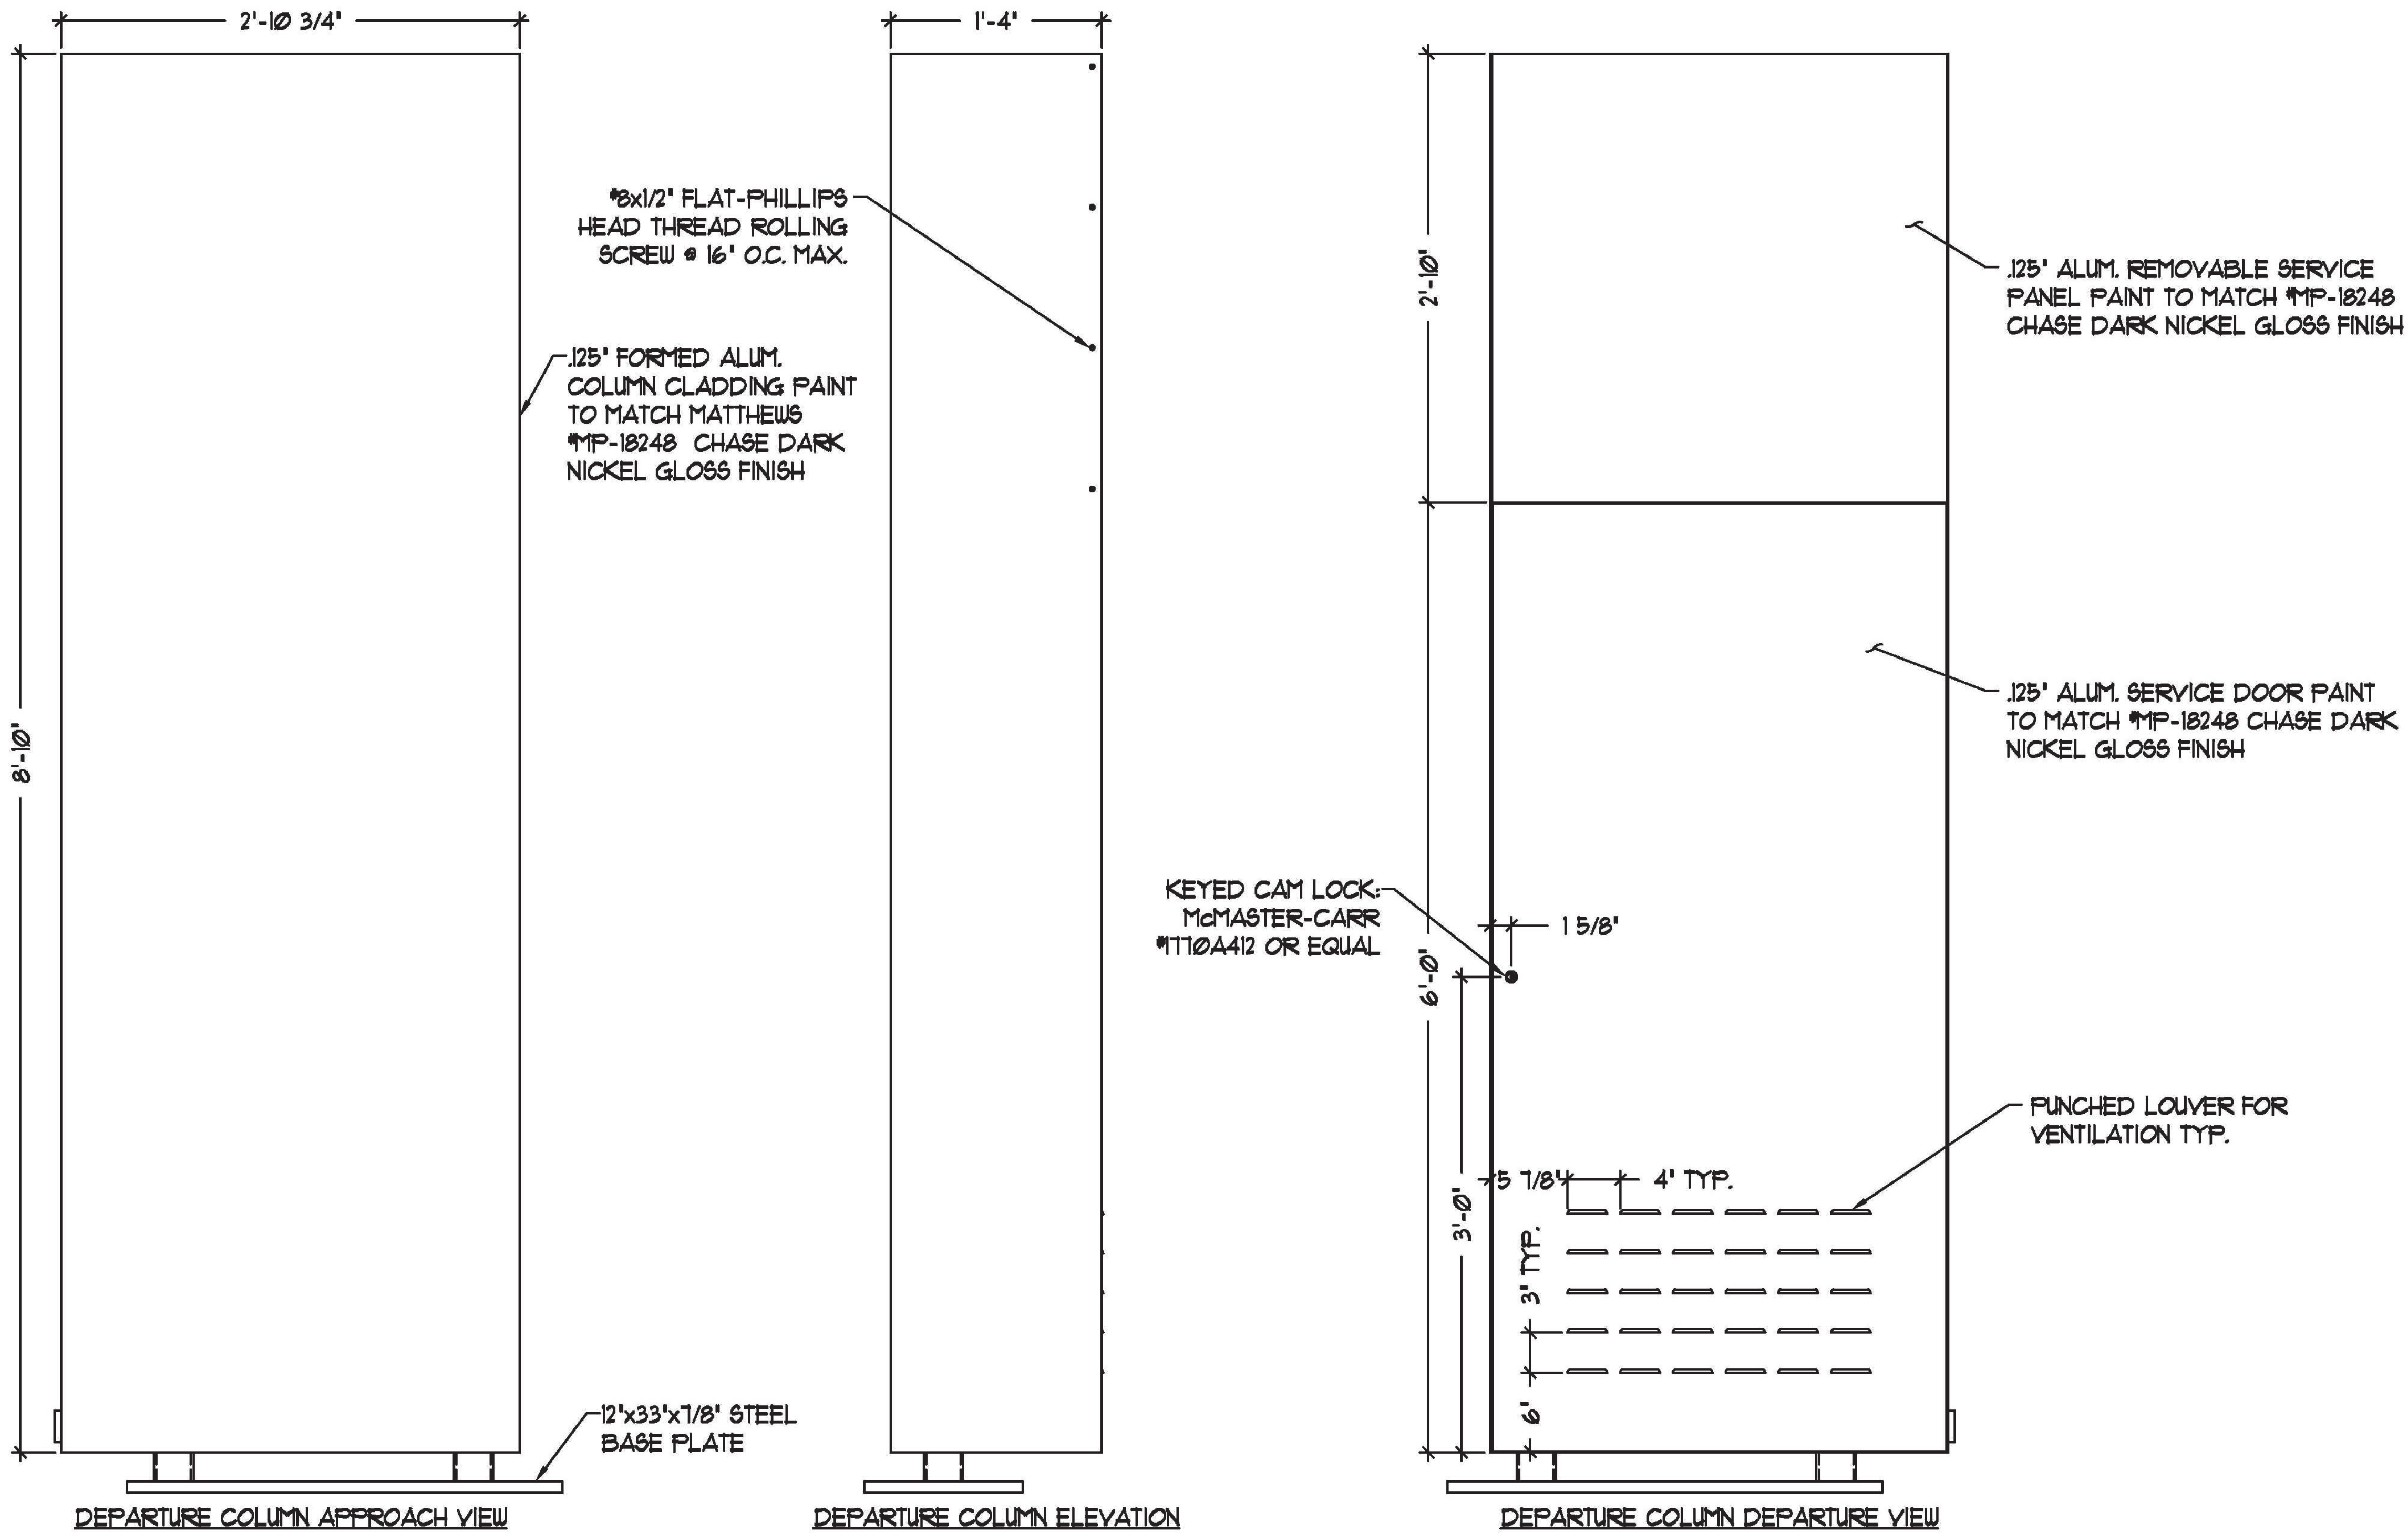 2'-10 3/4"
1'-4"
#8x1/2" FLAT-PHILLIPS
HEAD THREAD ROLLING
SCREW @ 16" O.C. MAX.
.125" FORMED ALUM.
COLUMN CLADDING PAINT
TO MATCH MATTHEWS
#MP-18248 CHASE DARK
NICKEL GLOSS FINISH
8'-10"
2'-10"
.125" ALUM. REMOVABLE SERVICE
PANEL PAINT TO MATCH #MP-18248
CHASE DARK NICKEL GLOSS FINISH
.125" ALUM. SERVICE DOOR PAINT
TO MATCH #MP-18248 CHASE DARK
NICKEL GLOSS FINISH
KEYED CAM LOCK:
McMASTER-CARR
#1770A412 OR EQUAL
1 5/8"
6'-0"
3'-0"
PUNCHED LOUVER FOR
VENTILATION TYP.
5 7/8"
4" TYP.
3" TYP.
6"
12"x33"x7/8" STEEL
BASE PLATE
DEPARTURE COLUMN APPROACH VIEW
DEPARTURE COLUMN ELEVATION
DEPARTURE COLUMN DEPARTURE VIEW